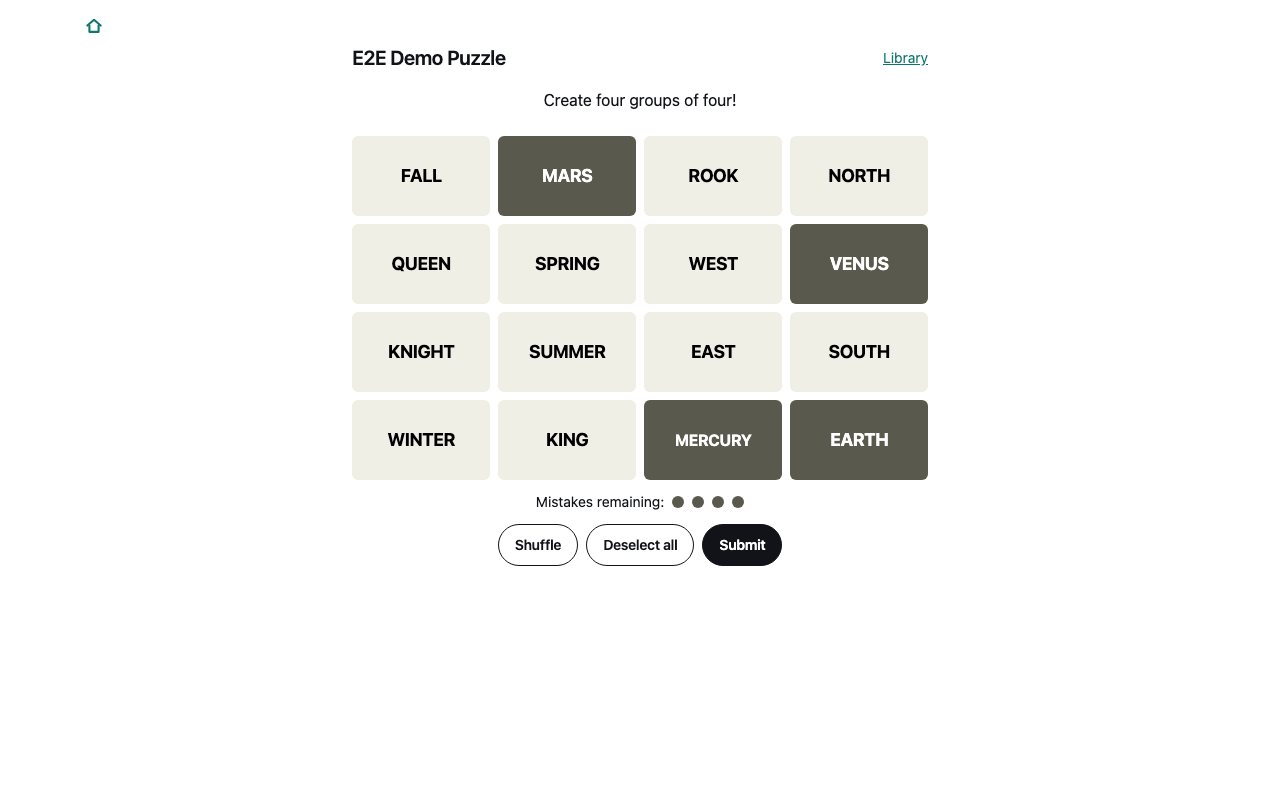 E2E Demo Puzzle
Library
Create four groups of four!
FALL MARS ROOK NORTH
QUEEN SPRING WEST VENUS
KNIGHT SUMMER EAST SOUTH
WINTER KING MERCURY EARTH
Mistakes remaining:
Shuffle Deselect all Submit